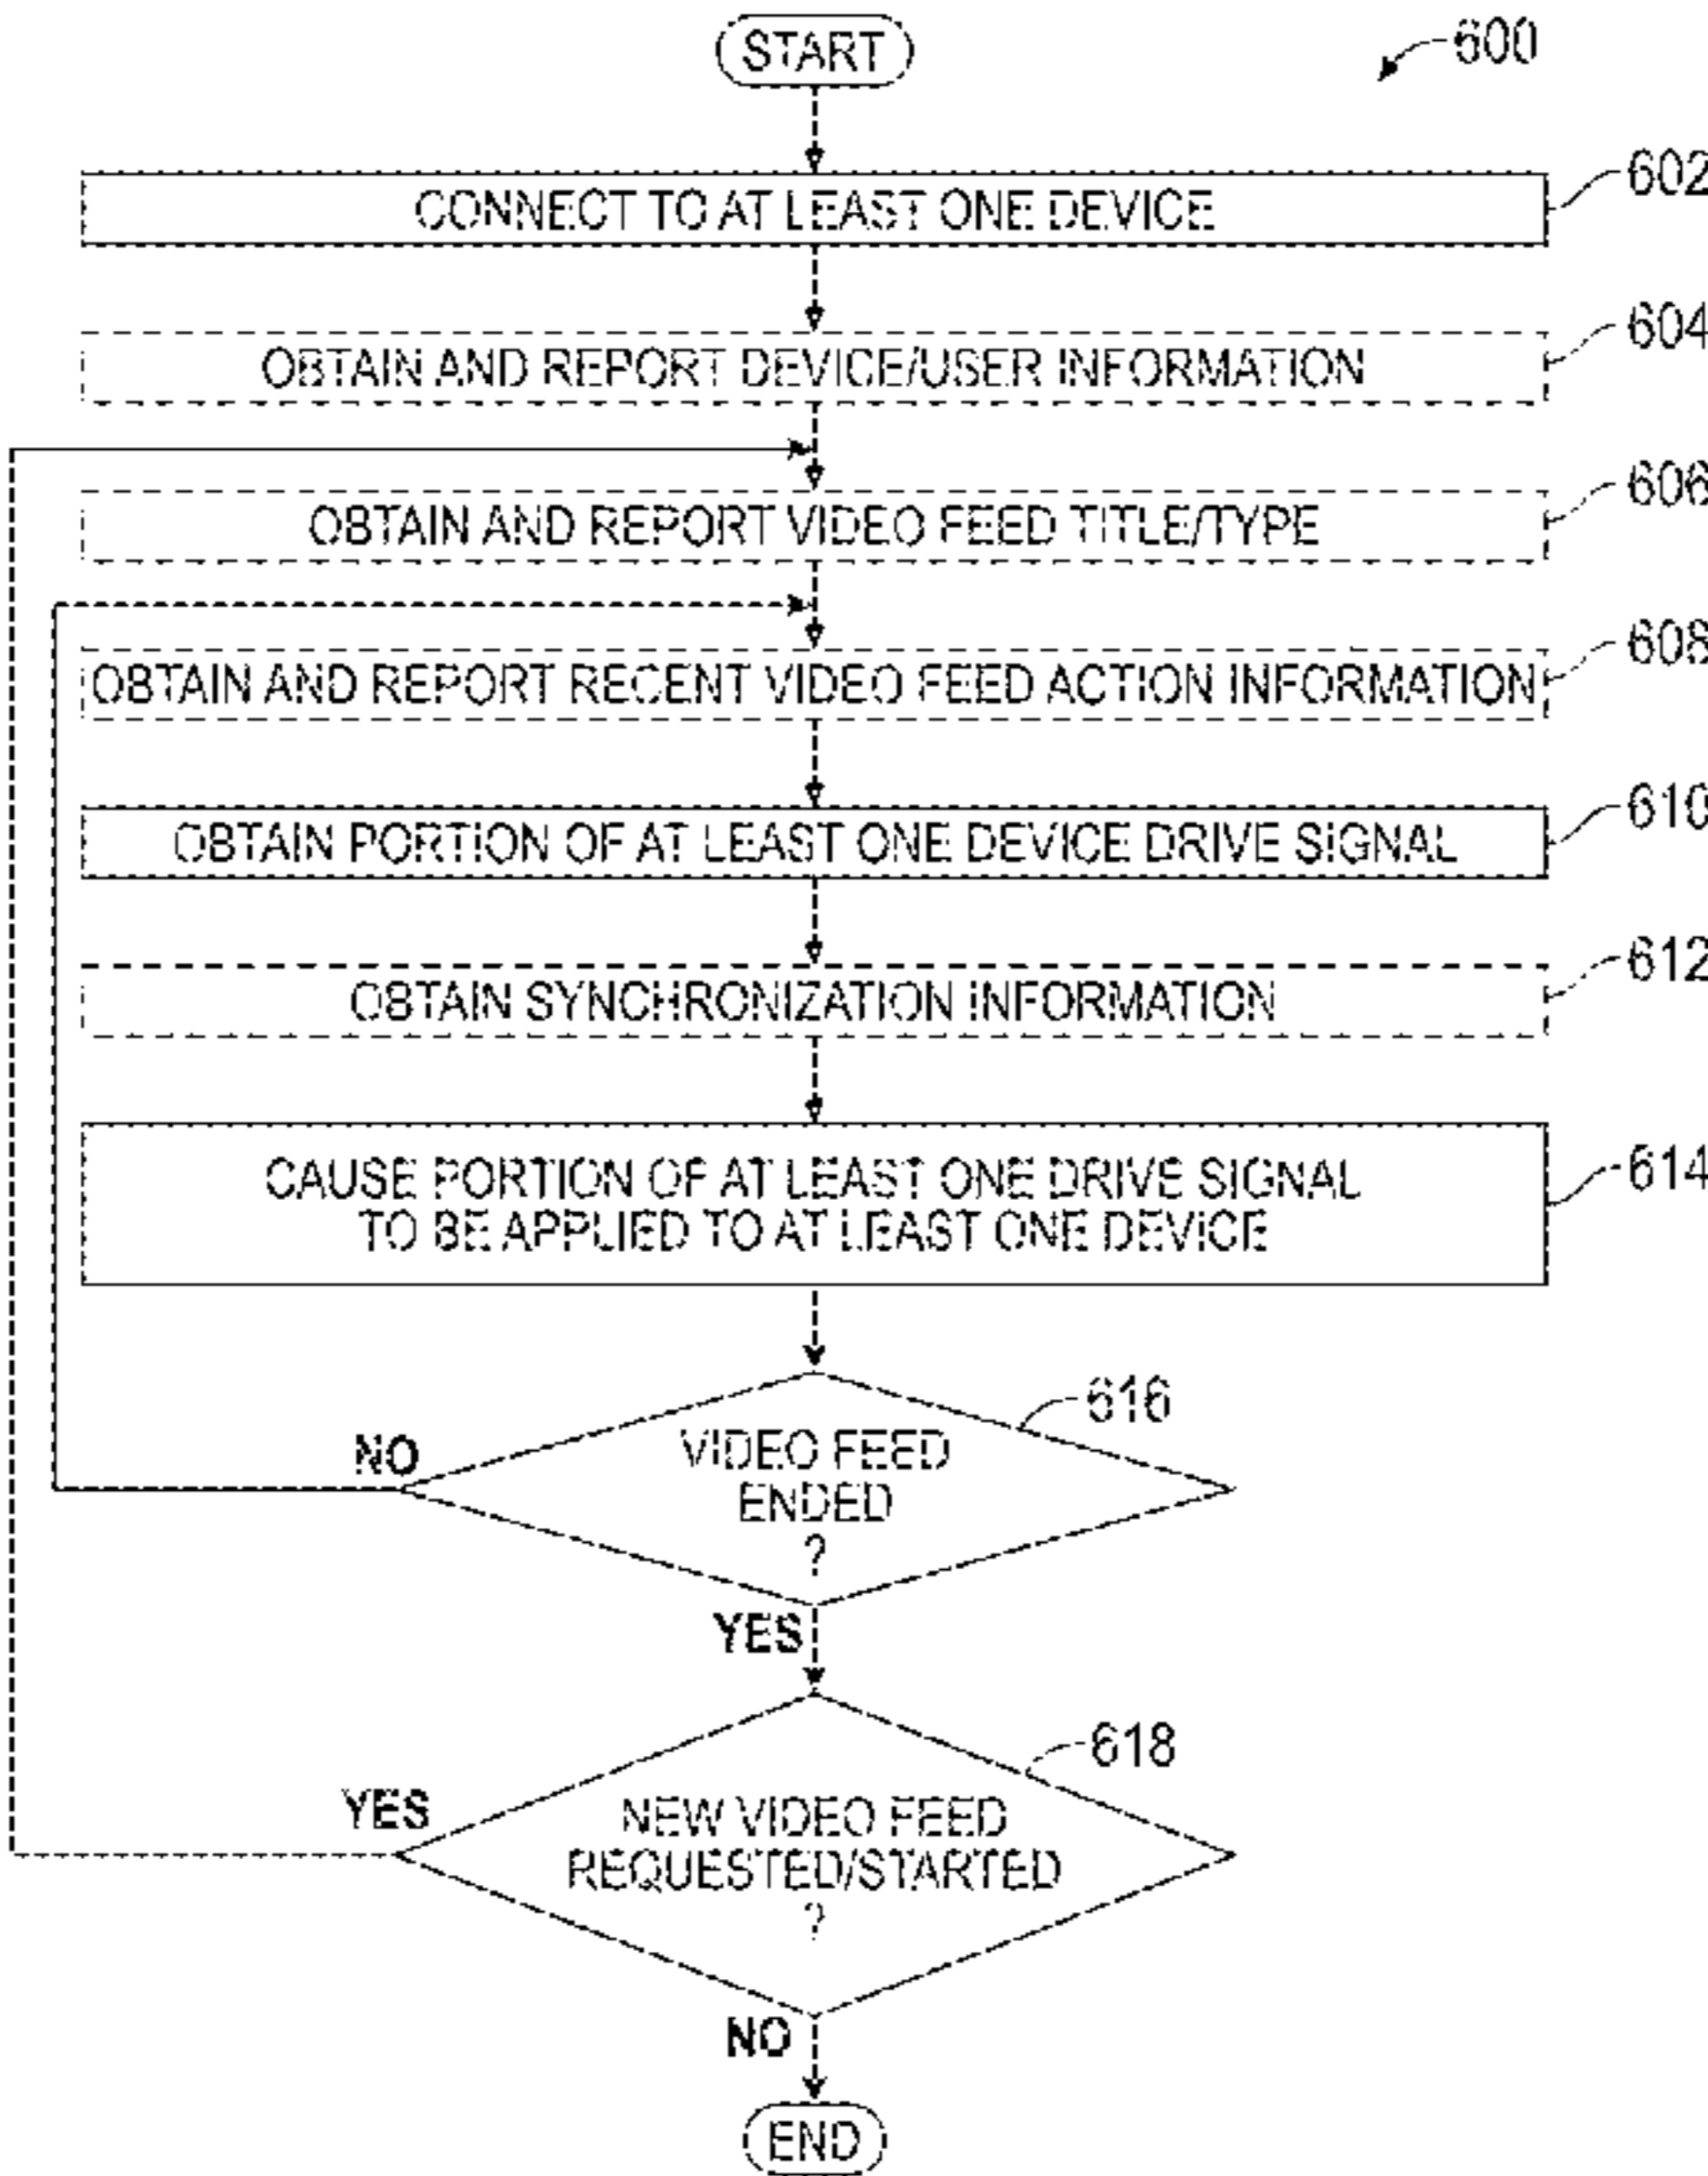 START
600
CONNECT TO AT LEAST ONE DEVICE
602
OBTAIN AND REPORT DEVICE/USER INFORMATION
604
OBTAIN AND REPORT VIDEO FEED TITLE/TYPE
606
OBTAIN AND REPORT RECENT VIDEO FEED ACTION INFORMATION
608
OBTAIN PORTION OF AT LEAST ONE DEVICE DRIVE SIGNAL
610
OBTAIN SYNCHRONIZATION INFORMATION
612
CAUSE PORTION OF AT LEAST ONE DRIVE SIGNAL
TO BE APPLIED TO AT LEAST ONE DEVICE
614
VIDEO FEED
ENDED
?
616
NO
YES
NEW VIDEO FEED
REQUESTED/STARTED
?
618
YES
NO
END